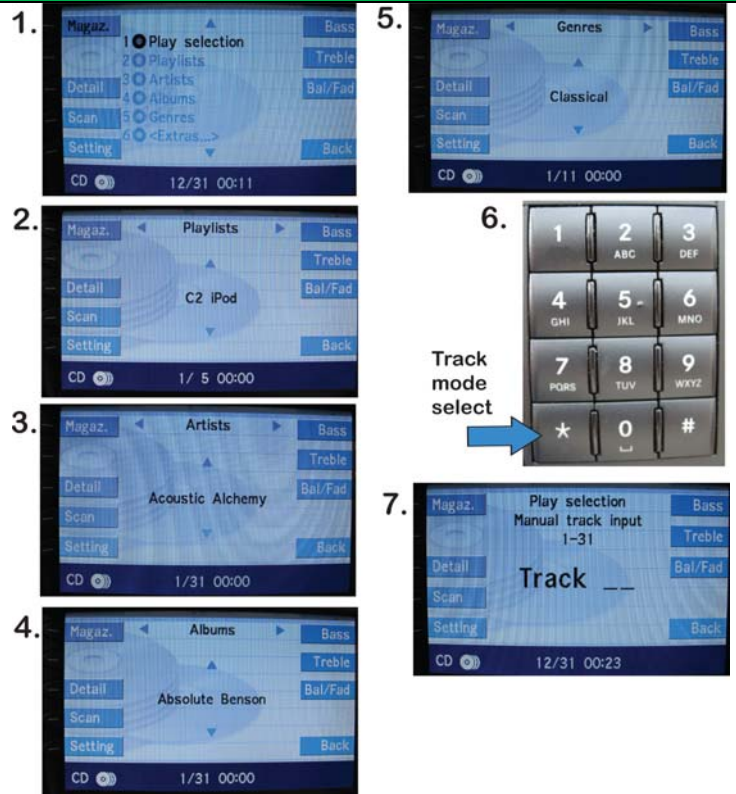 1.
Magaz.
Bass
1 Play selection
2 Playlists
Treble
3 Artists
Detail
Bal/Fad
4 Albums
Scan
5 Genres
6 <Extras...>
Setting
Back
CD
12/31 00:11
2.
Magaz.
Playlists
Bass
Treble
Detail
Bal/Fad
C2 iPod
Scan
Setting
Back
CD
1/ 5 00:00
3.
Magaz.
Artists
Bass
Treble
Detail
Bal/Fad
Acoustic Alchemy
Scan
Setting
Back
CD
1/31 00:00
4.
Magaz.
Albums
Bass
Treble
Detail
Bal/Fad
Absolute Benson
Scan
Setting
Back
CD
1/31 00:00
5.
Magaz.
Genres
Bass
Treble
Detail
Bal/Fad
Classical
Scan
Setting
Back
CD
1/11 00:00
6.
1 2 3
ABC DEF
4 5 6
GHI JKL MNO
7 8 9
PQRS TUV WXYZ
* 0 #
Track
mode
select
7.
Magaz.
Play selection
Bass
Manual track input
1-31
Treble
Detail
Bal/Fad
Track __
Scan
Setting
Back
CD
12/31 00:23